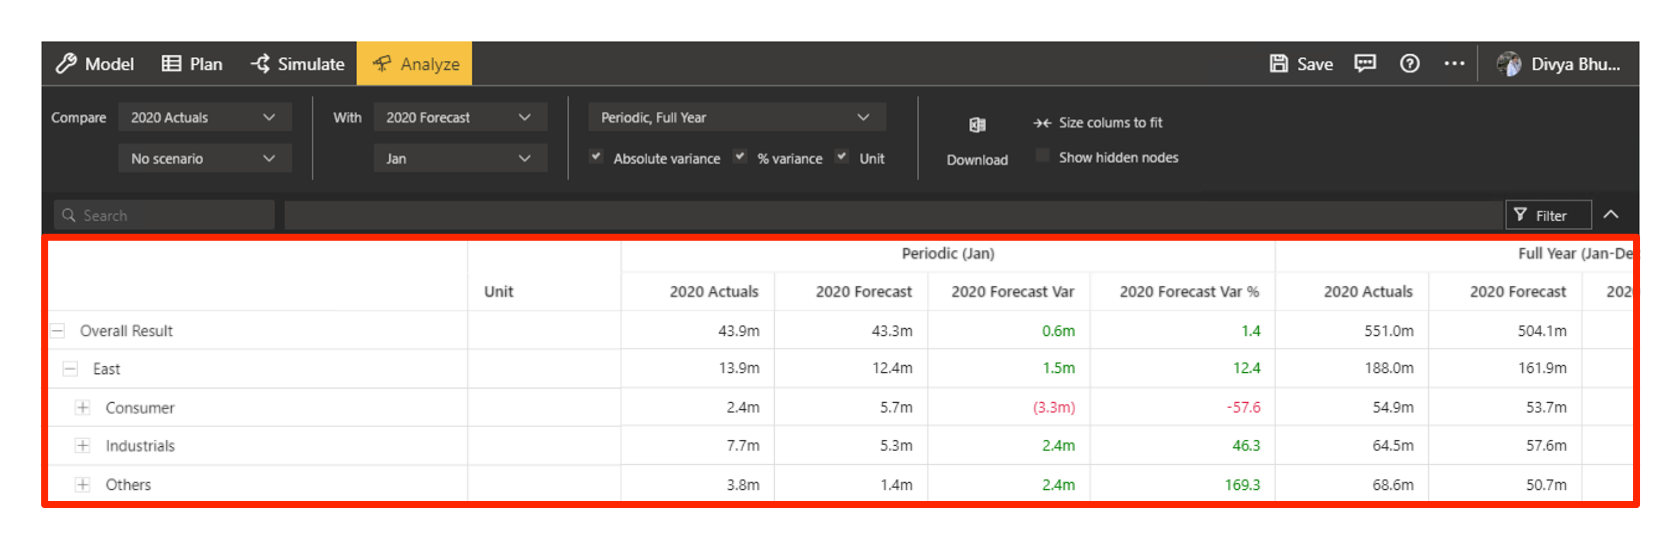 Model Plan Simulate Analyze Save Divya Bhu...
Compare 2020 Actuals With 2020 Forecast Periodic, Full Year Size colums to fit
No scenario Jan Absolute variance % variance Unit Download Show hidden nodes
Search Filter
Periodic (Jan) Full Year (Jan-De
Unit 2020 Actuals 2020 Forecast 2020 Forecast Var 2020 Forecast Var % 2020 Actuals 2020 Forecast 202
Overall Result 43.9m 43.3m 0.6m 1.4 551.0m 504.1m
East 13.9m 12.4m 1.5m 12.4 188.0m 161.9m
Consumer 2.4m 5.7m (3.3m) -57.6 54.9m 53.7m
Industrials 7.7m 5.3m 2.4m 46.3 64.5m 57.6m
Others 3.8m 1.4m 2.4m 169.3 68.6m 50.7m